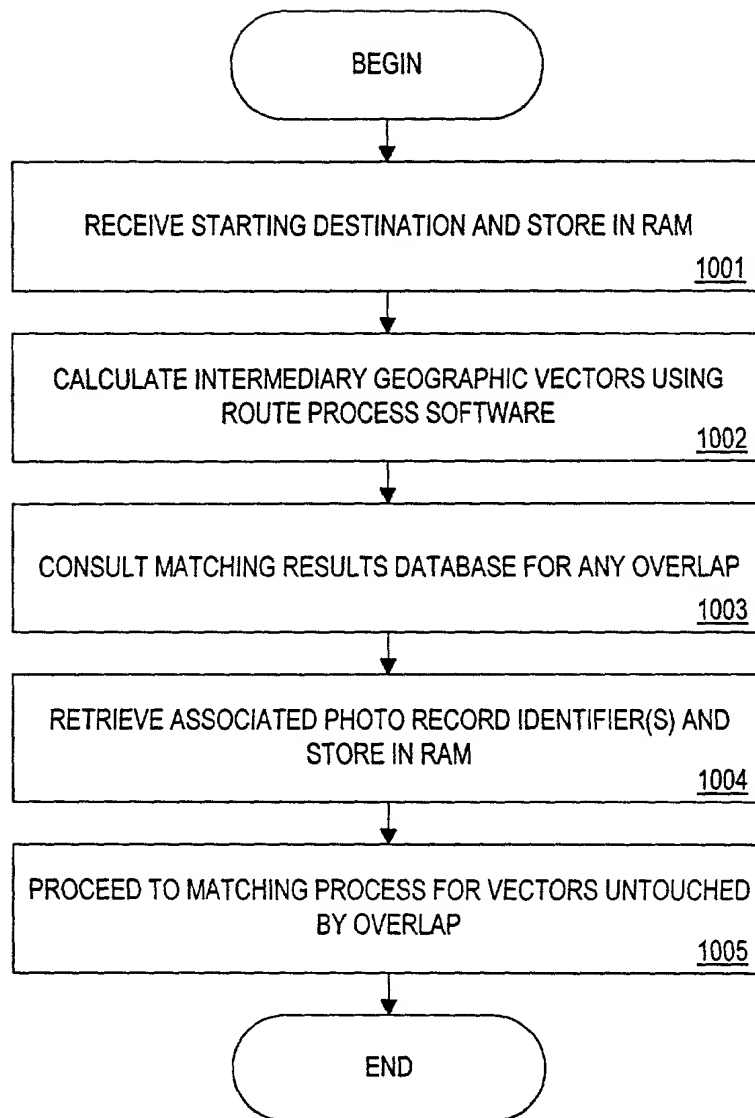 BEGIN
RECEIVE STARTING DESTINATION AND STORE IN RAM
1001
CALCULATE INTERMEDIARY GEOGRAPHIC VECTORS USING
ROUTE PROCESS SOFTWARE
1002
CONSULT MATCHING RESULTS DATABASE FOR ANY OVERLAP
1003
RETRIEVE ASSOCIATED PHOTO RECORD IDENTIFIER(S) AND
STORE IN RAM
1004
PROCEED TO MATCHING PROCESS FOR VECTORS UNTOUCHED
BY OVERLAP
1005
END